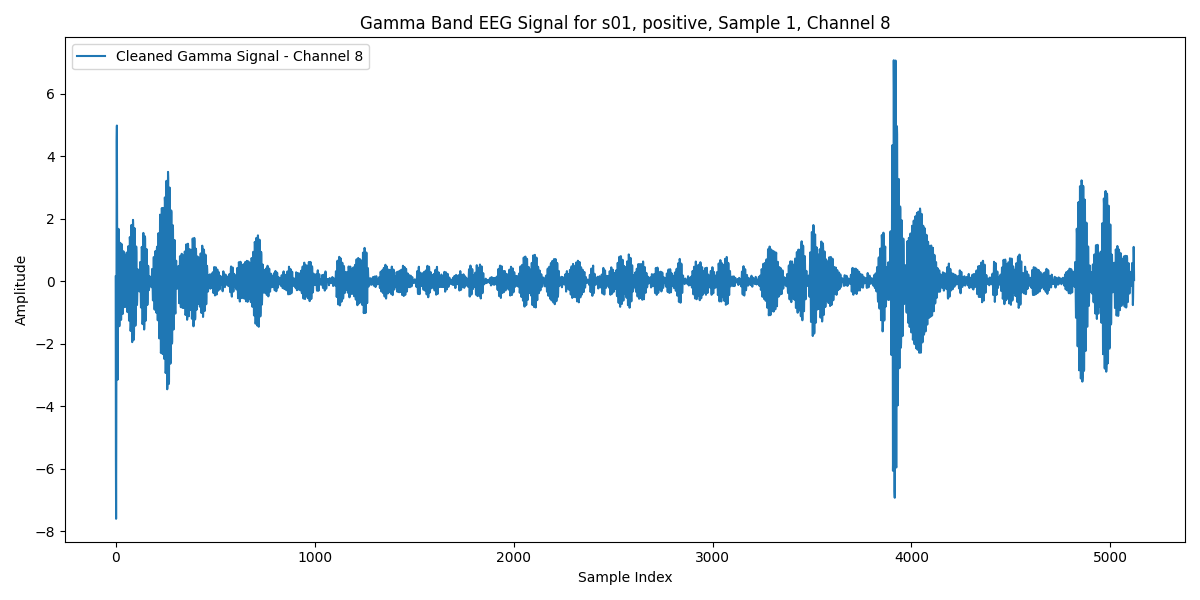 Gamma Band EEG Signal for s01, positive, Sample 1, Channel 8
Cleaned Gamma Signal - Channel 8
Amplitude
6
4
2
0
−2
−4
−6
−8
0 1000 2000 3000 4000 5000
Sample Index